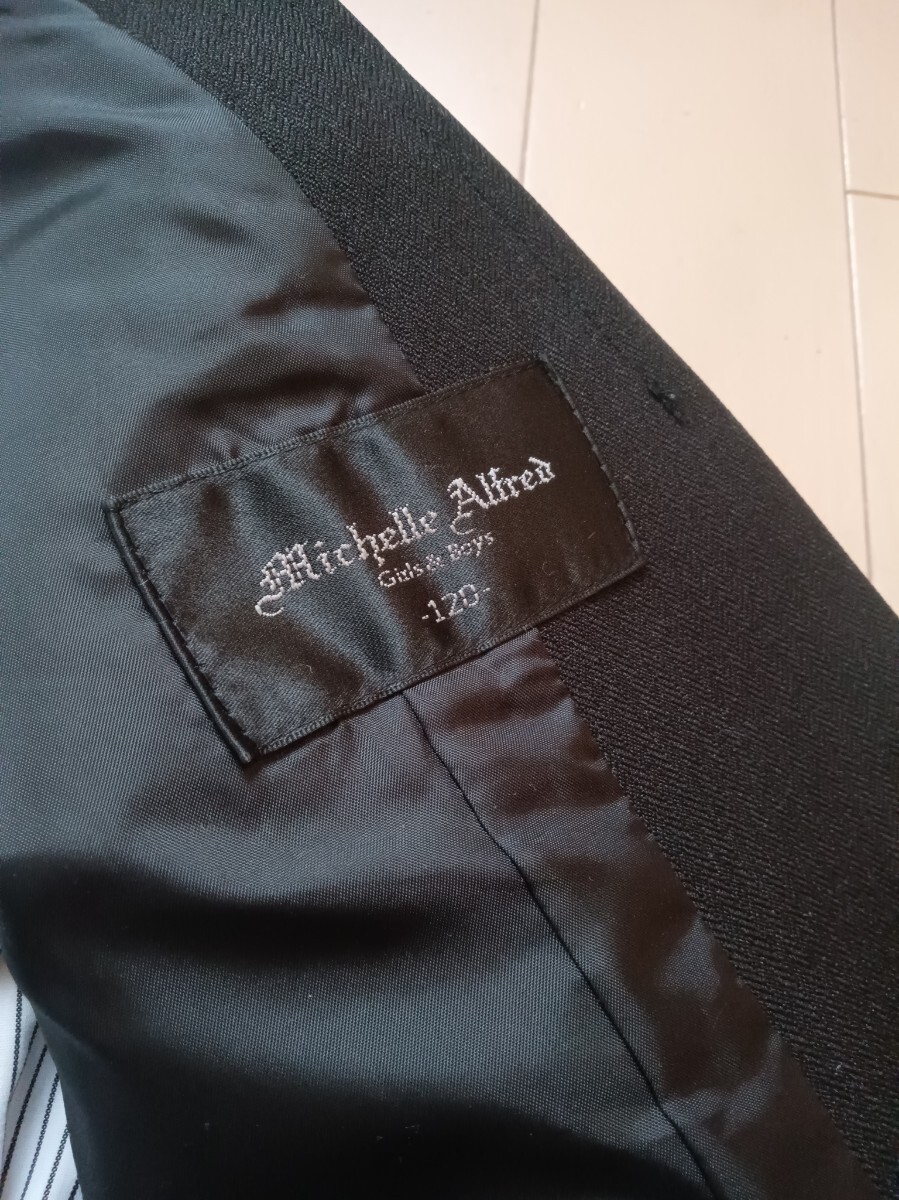 Michelle Alfred
Girls & Boys
-120-